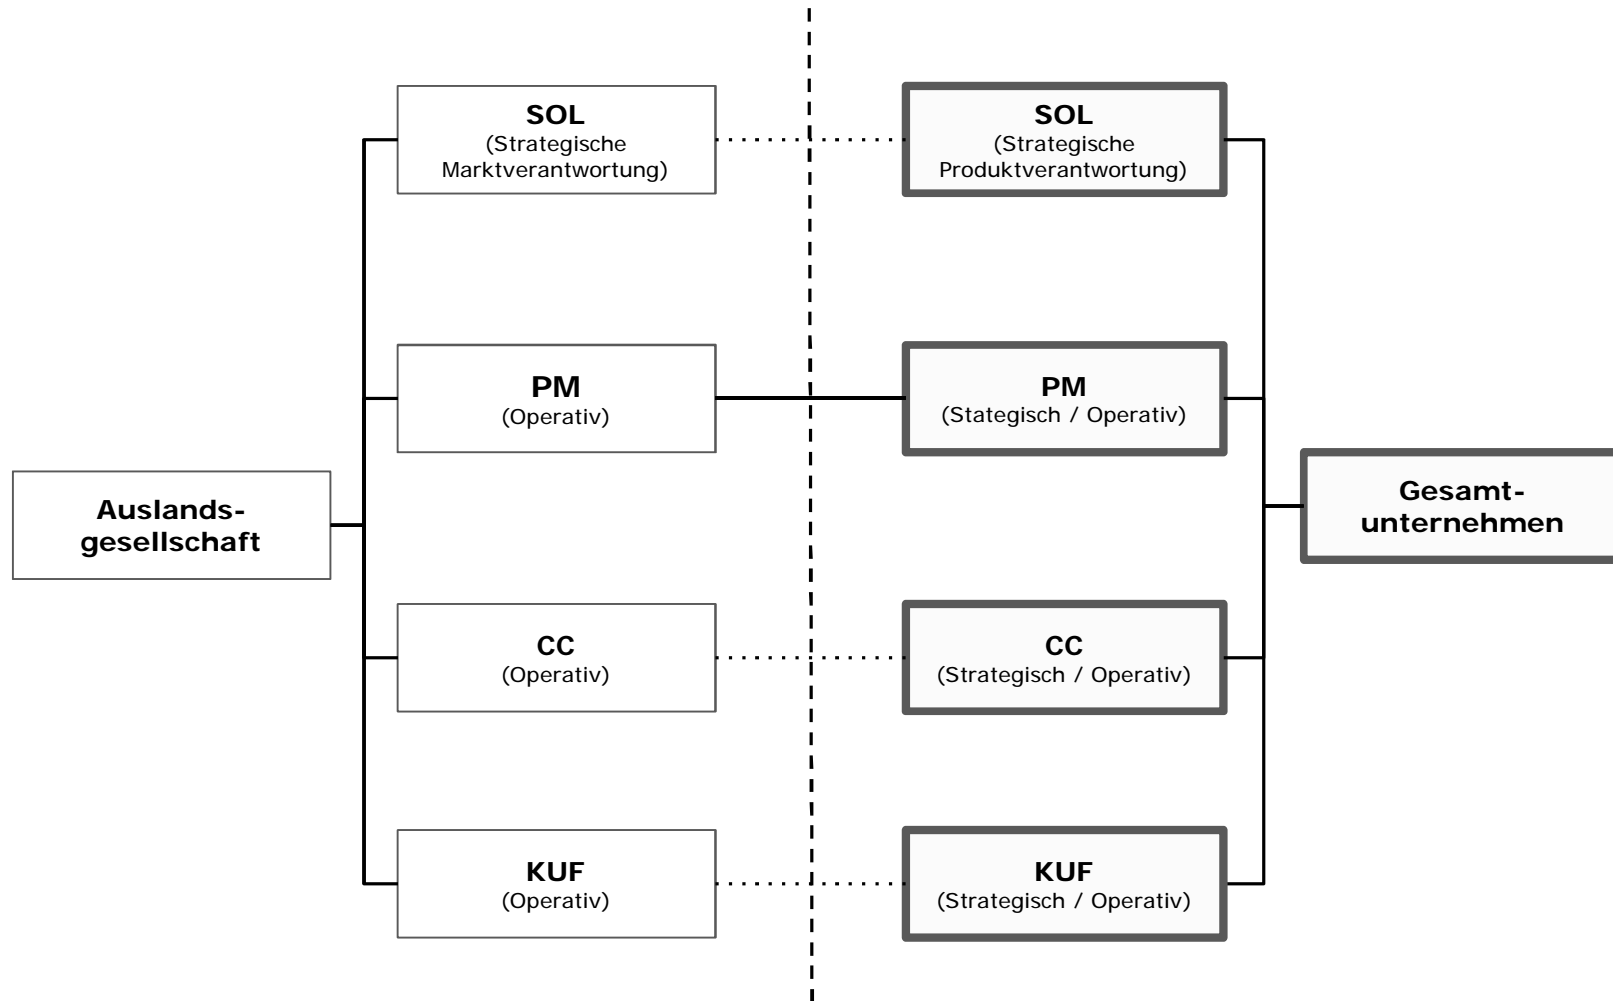 SOL
(Strategische
Marktverantwortung)
SOL
(Strategische
Produktverantwortung)
PM
(Operativ)
PM
(Stategisch / Operativ)
Auslands-
gesellschaft
Gesamt-
unternehmen
CC
(Operativ)
CC
(Strategisch / Operativ)
KUF
(Operativ)
KUF
(Strategisch / Operativ)